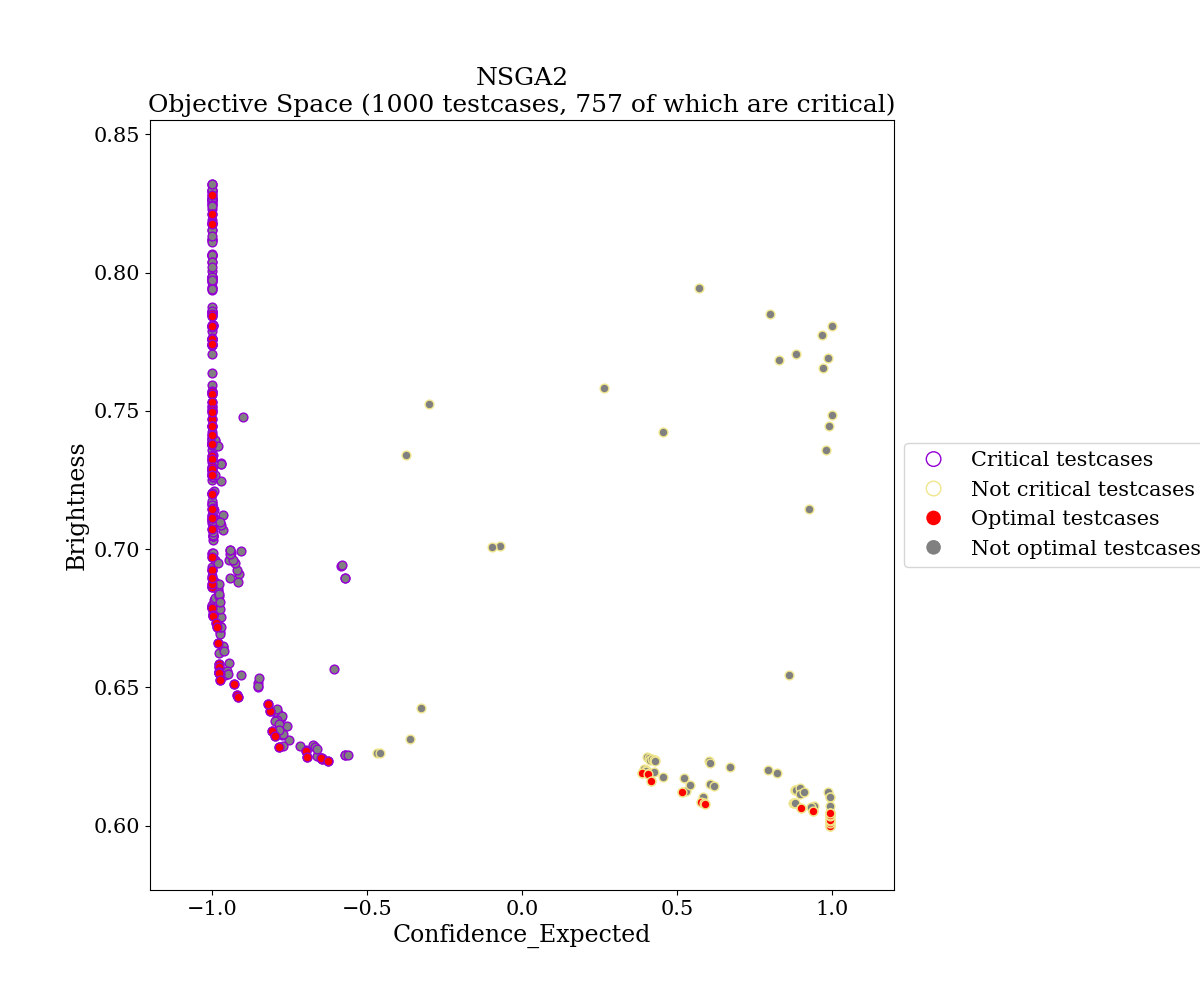 NSGA2
Objective Space (1000 testcases, 757 of which are critical)
0.85
0.80
0.75
0.70
0.65
0.60
Brightness
−1.0
−0.5
0.0
0.5
1.0
Confidence_Expected
Critical testcases
Not critical testcases
Optimal testcases
Not optimal testcases